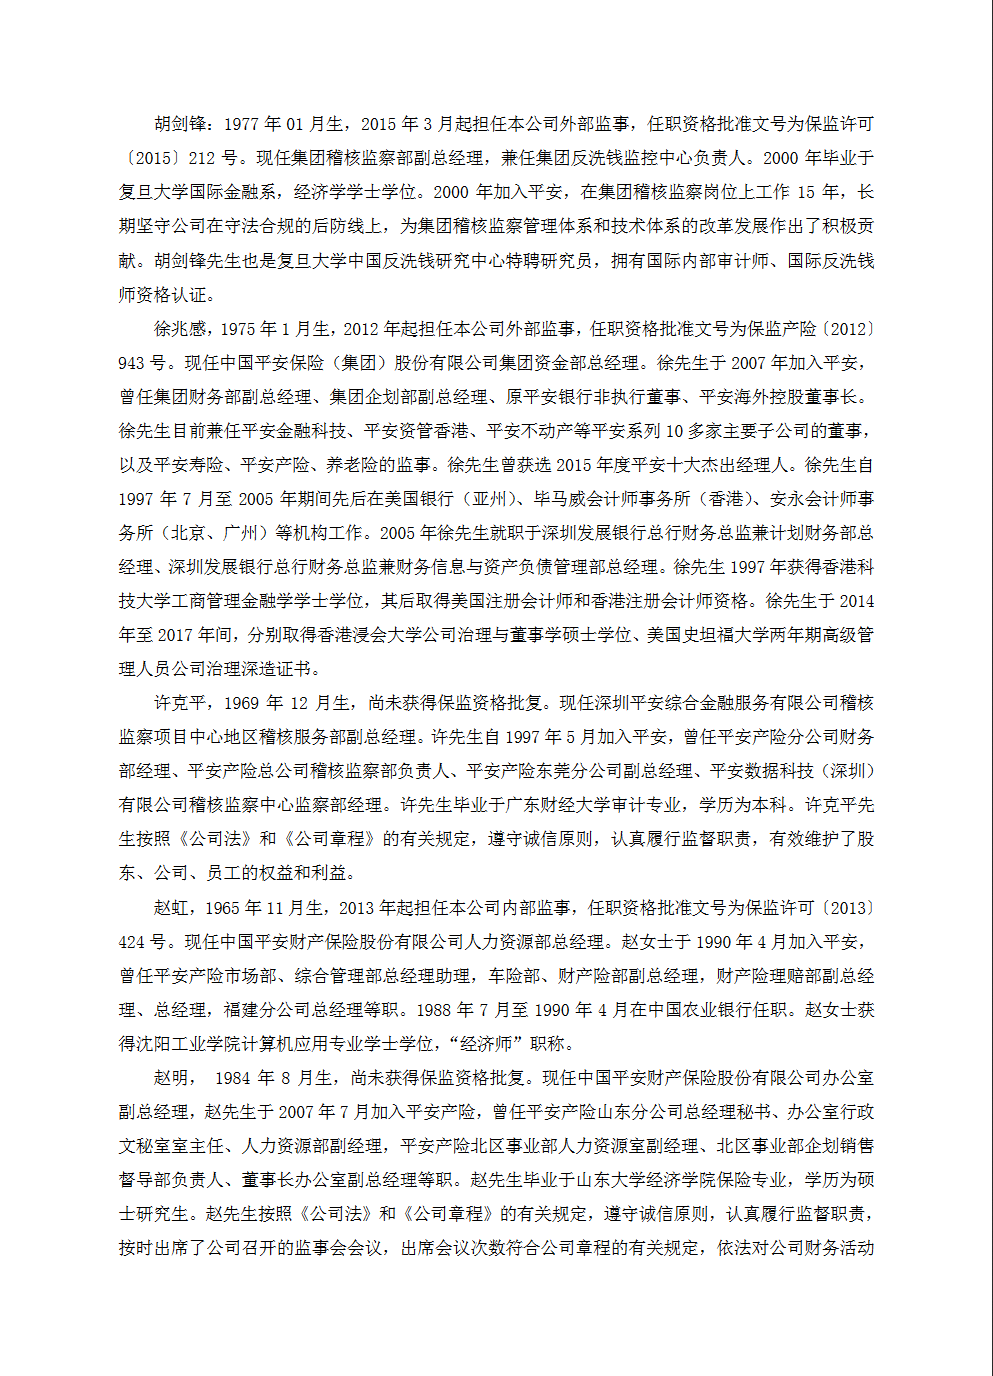 胡剑锋：1977 年 01 月生，2015 年 3 月起担任本公司外部监事，任职资格批准文号为保监许可
〔2015〕212 号。现任集团稽核监察部副总经理，兼任集团反洗钱监控中心负责人。2000 年毕业于
复旦大学国际金融系，经济学学士学位。2000 年加入平安，在集团稽核监察岗位上工作 15 年，长
期坚守公司在守法合规的后防线上，为集团稽核监察管理体系和技术体系的改革发展作出了积极贡
献。胡剑锋先生也是复旦大学中国反洗钱研究中心特聘研究员，拥有国际内部审计师、国际反洗钱
师资格认证。
徐兆感，1975 年 1 月生，2012 年起担任本公司外部监事，任职资格批准文号为保监产险〔2012〕
943 号。现任中国平安保险（集团）股份有限公司集团资金部总经理。徐先生于 2007 年加入平安，
曾任集团财务部副总经理、集团企划部副总经理、原平安银行非执行董事、平安海外控股董事长。
徐先生目前兼任平安金融科技、平安资管香港、平安不动产等平安系列 10 多家主要子公司的董事，
以及平安寿险、平安产险、养老险的监事。徐先生曾获选 2015 年度平安十大杰出经理人。徐先生自
1997 年 7 月至 2005 年期间先后在美国银行（亚州）、毕马威会计师事务所（香港）、安永会计师事
务所（北京、广州）等机构工作。2005 年徐先生就职于深圳发展银行总行财务总监兼计划财务部总
经理、深圳发展银行总行财务总监兼财务信息与资产负债管理部总经理。徐先生 1997 年获得香港科
技大学工商管理金融学学士学位，其后取得美国注册会计师和香港注册会计师资格。徐先生于 2014
年至 2017 年间，分别取得香港浸会大学公司治理与董事学硕士学位、美国史坦福大学两年期高级管
理人员公司治理深造证书。
许克平，1969 年 12 月生，尚未获得保监资格批复。现任深圳平安综合金融服务有限公司稽核
监察项目中心地区稽核服务部副总经理。许先生自 1997 年 5 月加入平安，曾任平安产险分公司财务
部经理、平安产险总公司稽核监察部负责人、平安产险东莞分公司副总经理、平安数据科技（深圳）
有限公司稽核监察中心监察部经理。许先生毕业于广东财经大学审计专业，学历为本科。许克平先
生按照《公司法》和《公司章程》的有关规定，遵守诚信原则，认真履行监督职责，有效维护了股
东、公司、员工的权益和利益。
赵虹，1965 年 11 月生，2013 年起担任本公司内部监事，任职资格批准文号为保监许可〔2013〕
424 号。现任中国平安财产保险股份有限公司人力资源部总经理。赵女士于 1990 年 4 月加入平安，
曾任平安产险市场部、综合管理部总经理助理，车险部、财产险部副总经理，财产险理赔部副总经
理、总经理，福建分公司总经理等职。1988 年 7 月至 1990 年 4 月在中国农业银行任职。赵女士获
得沈阳工业学院计算机应用专业学士学位，“经济师”职称。
赵明， 1984 年 8 月生，尚未获得保监资格批复。现任中国平安财产保险股份有限公司办公室
副总经理，赵先生于 2007 年 7 月加入平安产险，曾任平安产险山东分公司总经理秘书、办公室行政
文秘室室主任、人力资源部副经理，平安产险北区事业部人力资源室副经理、北区事业部企划销售
督导部负责人、董事长办公室副总经理等职。赵先生毕业于山东大学经济学院保险专业，学历为硕
士研究生。赵先生按照《公司法》和《公司章程》的有关规定，遵守诚信原则，认真履行监督职责，
按时出席了公司召开的监事会会议，出席会议次数符合公司章程的有关规定，依法对公司财务活动